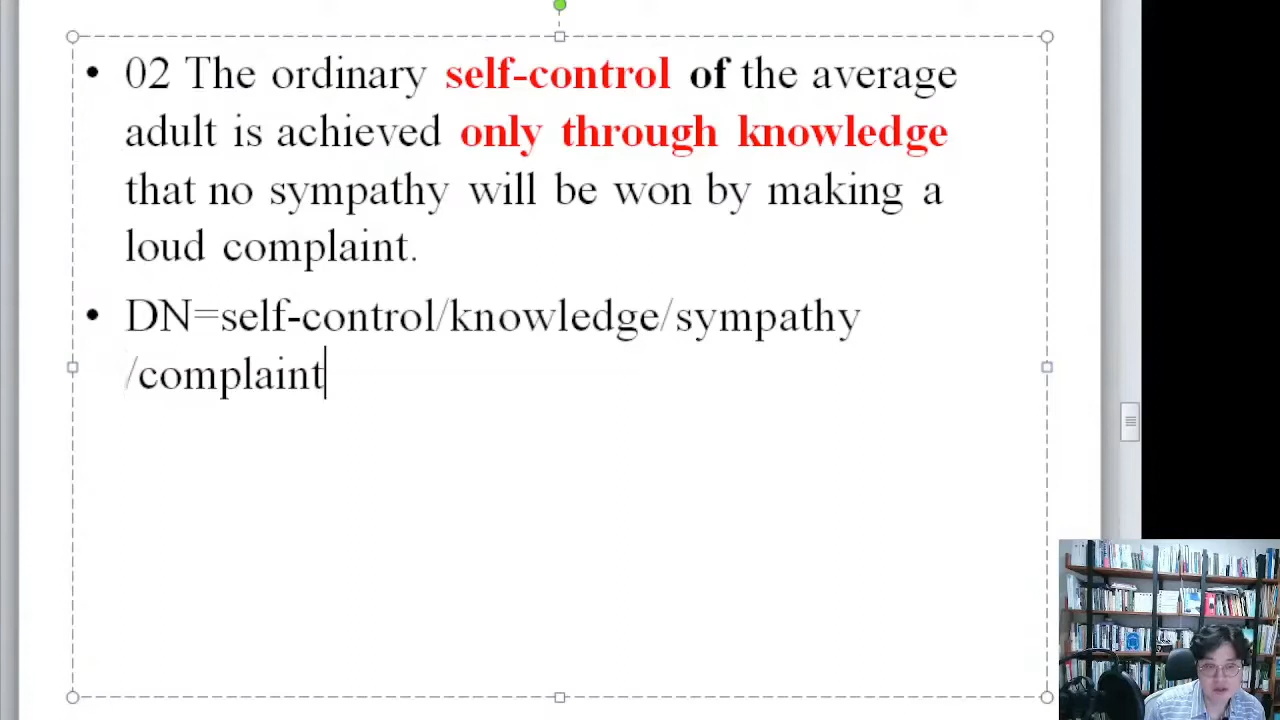 • 02 The ordinary self-control of the average
adult is achieved only through knowledge
that no sympathy will be won by making a
loud complaint.
• DN=self-control/knowledge/sympathy
/complaint